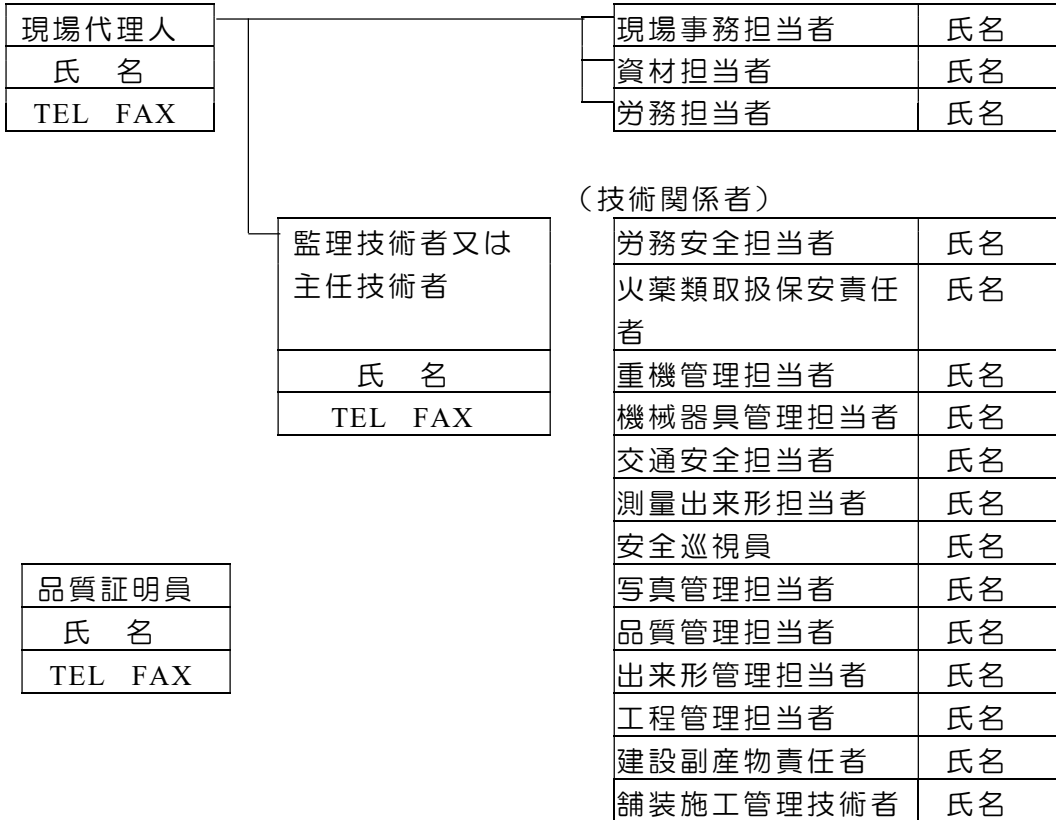 現場代理人
氏 名
TEL FAX
現場事務担当者 氏名
資材担当者 氏名
労務担当者 氏名
(技術関係者)
監理技術者又は
主任技術者
氏 名
TEL FAX
労務安全担当者 氏名
火薬類取扱保安責任 氏名
者
重機管理担当者 氏名
機械器具管理担当者 氏名
交通安全担当者 氏名
測量出来形担当者 氏名
安全巡視員 氏名
写真管理担当者 氏名
品質管理担当者 氏名
出来形管理担当者 氏名
工程管理担当者 氏名
建設副産物責任者 氏名
舗装施工管理技術者 氏名
品質証明員
氏 名
TEL FAX